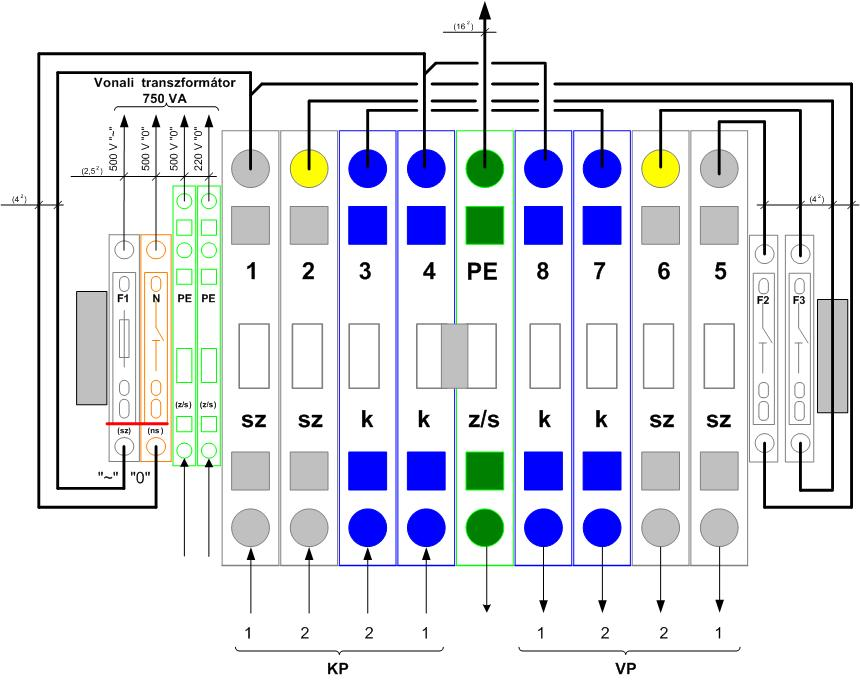 (16²)
Vonali transzformátor
750 VA
500 V "~"
500 V "0"
500 V "0"
220 V "0"
(2,5²)
(4²)
(4²)
F1
N
PE
PE
1
2
3
4
PE
8
7
6
5
F2
F3
(sz)
(ns)
(z/s)
(z/s)
sz
sz
k
k
z/s
k
k
sz
sz
"~"
"0"
1
2
2
1
1
2
2
1
KP
VP